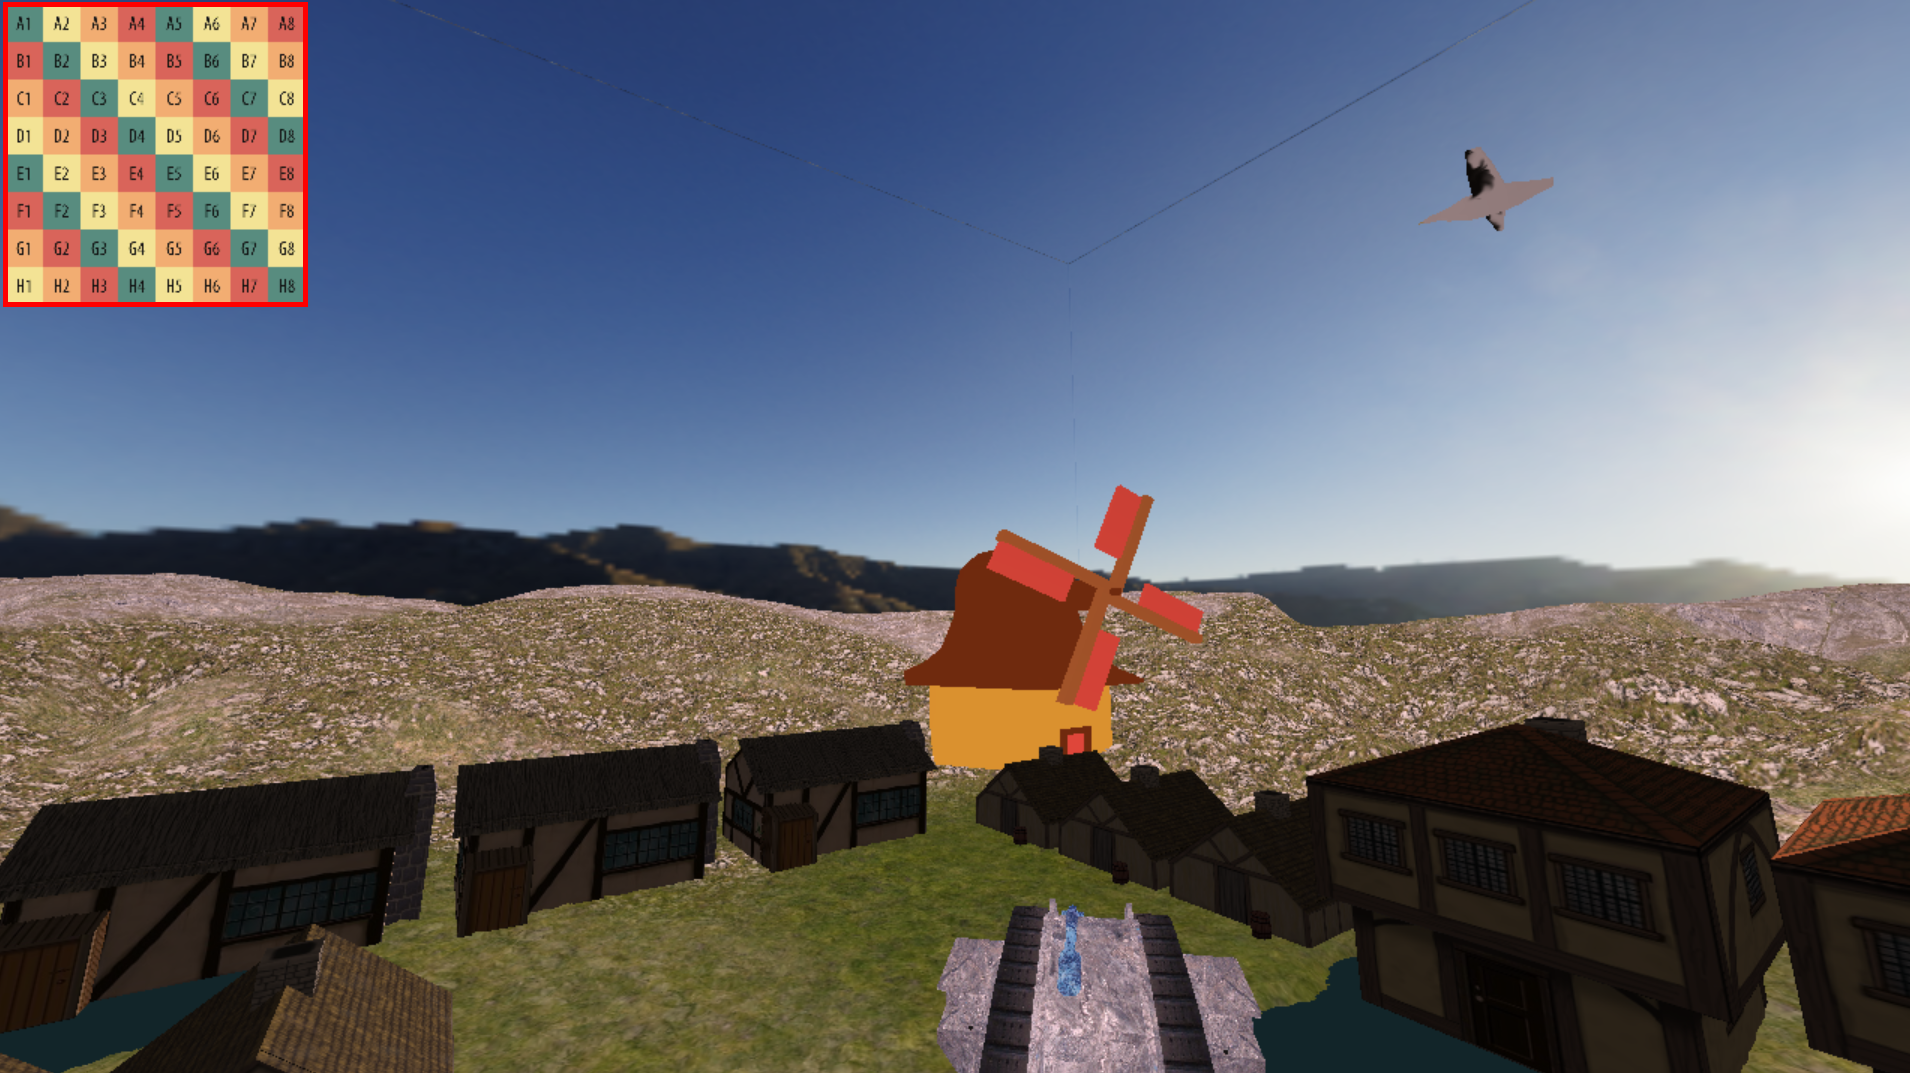 A1 A2 A3 A4 A5 A6 A7 A8
B1 B2 B3 B4 B5 B6 B7 B8
C1 C2 C3 C4 C5 C6 C7 C8
D1 D2 D3 D4 D5 D6 D7 D8
E1 E2 E3 E4 E5 E6 E7 E8
F1 F2 F3 F4 F5 F6 F7 F8
G1 G2 G3 G4 G5 G6 G7 G8
H1 H2 H3 H4 H5 H6 H7 H8